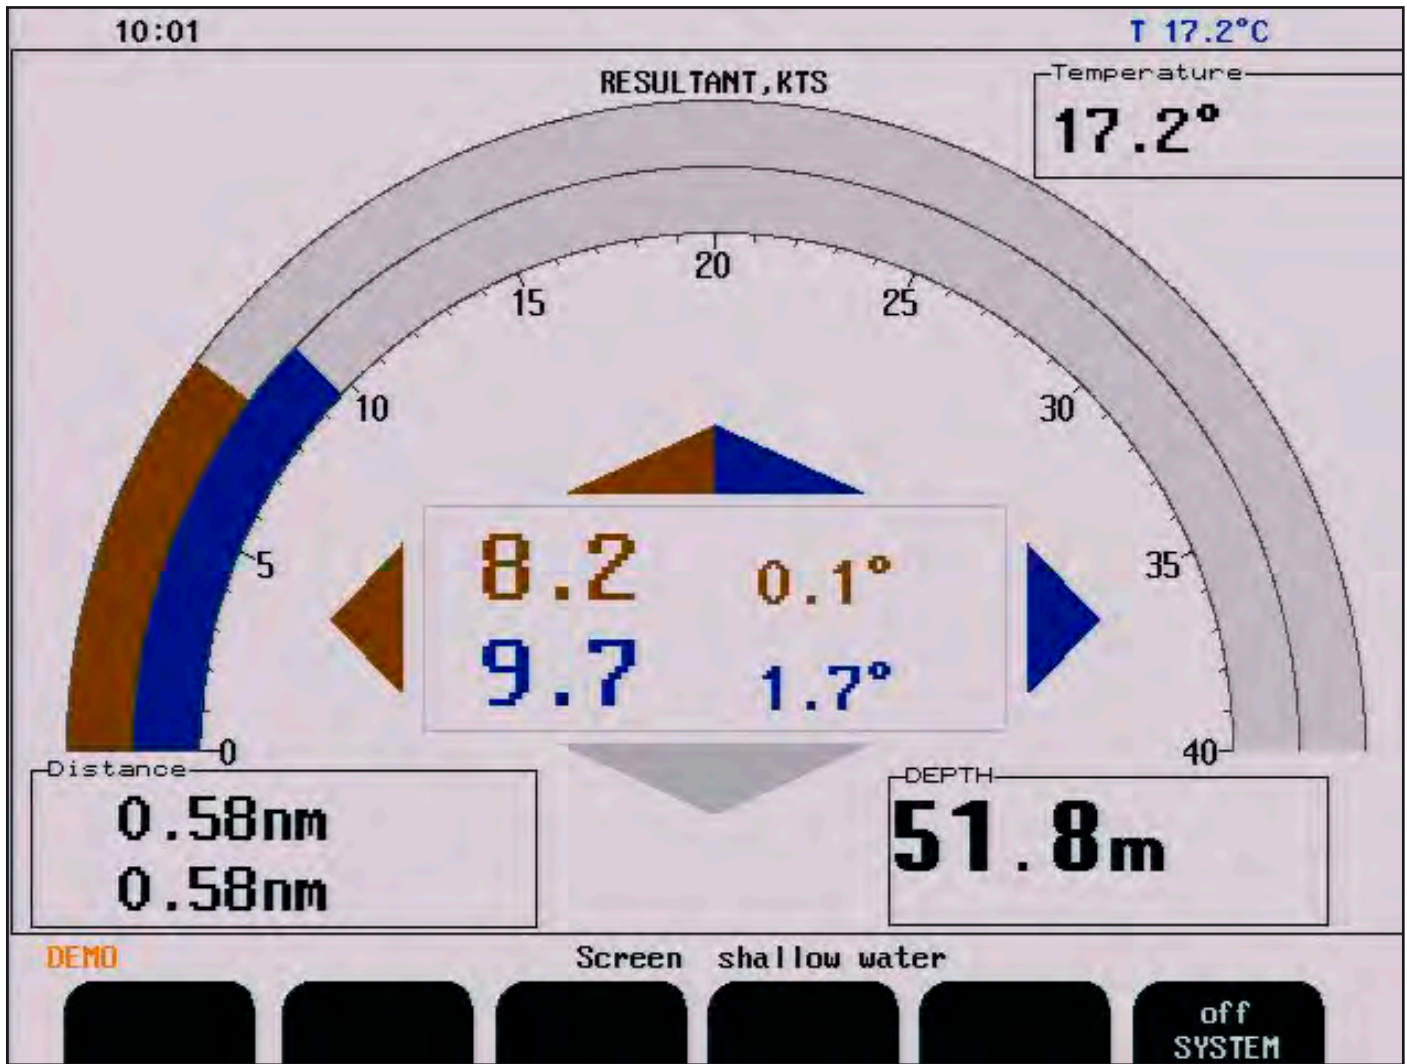 10:01
T 17.2°C
RESULTANT,KTS
Temperature
17.2°
20
15
25
10
30
5
35
8.2
0.1°
9.7
1.7°
0
40
Distance
0.58nm
0.58nm
DEPTH
51.8m
DEMO
Screen shallow water
off
SYSTEM